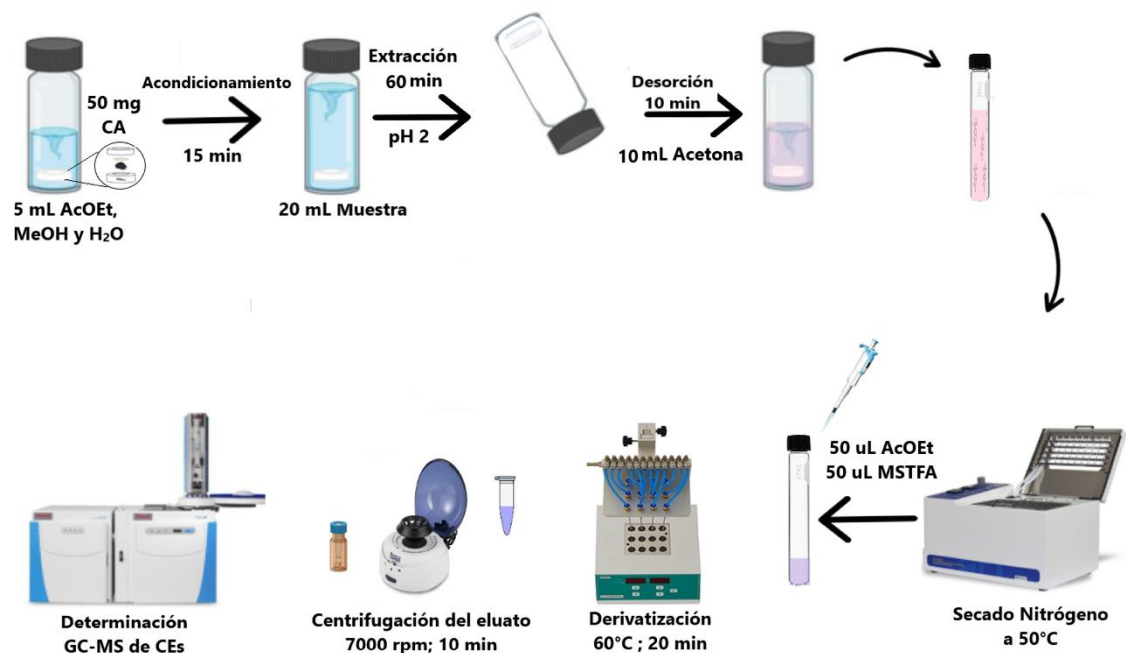 50 mg
CA
5 mL AcOEt,
MeOH y H₂O
Acondicionamiento
15 min
20 mL Muestra
Extracción
60 min
pH 2
Desorción
10 min
10 mL Acetona
50 uL AcOEt
50 uL MSTFA
Secado Nitrógeno
a 50°C
Derivatización
60°C ; 20 min
Centrifugación del eluato
7000 rpm; 10 min
Determinación
GC-MS de CEs